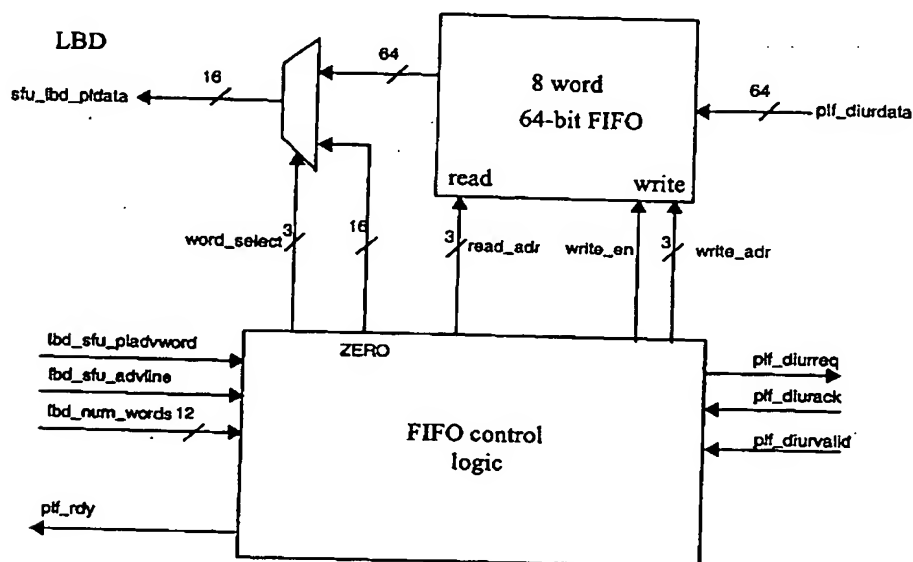 LBD
64
16
sfu_lbd_pldata
8 word
64-bit FIFO
64
plf_diurdata
read
write
word_select
3
16
3
read_adr
write_en
3
write_adr
lbd_sfu_pladvword
ZERO
plf_diurreq
lbd_sfu_advline
plf_diurack
lbd_num_words 12
FIFO control
logic
plf_diurvalid
plf_rdy